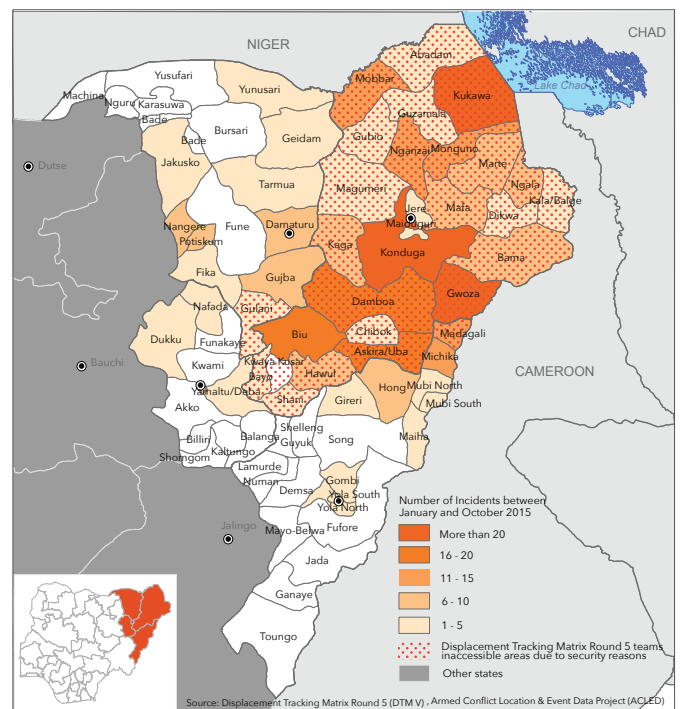 CHAD
NIGER
Abadam
Yusufari
Mobbar
Lake Chad
Machina
Yunusari
Kukawa
Nguru
Karasuwa
Guzamala
Bade
Bursari
Geidam
Gubio
Bade
Nganzai
Monguno
Jakusko
Marte
Dutse
Tarmua
Magumeri
Ngala
Kala/Balge
Jere
Mafa
Dikwa
Nangere
Fune
Damaturu
Maiduguri
Potiskum
Kaga
Konduga
Bama
Fika
Gujba
Gwoza
Nafada
Gulani
Damboa
Dukku
Funakaye
Biu
Chibok
Madagali
Kwami
Kwaya Kusar
Askira/Uba
Michika
Bauchi
Bayo
Hawul
CAMEROON
Yamaltu/Deba
Hong
Mubi North
Akko
Shani
Gireri
Mubi South
Shelleng
Billiri
Balanga
Guyuk
Song
Maiha
Kaltungo
Shomgom
Lamurde
Numan
Gombi
Demsa
Yola South
Yola North
Jalingo
Mayo-Belwa
Fufore
Jada
Ganaye
Toungo
Number of Incidents between
January and October 2015
More than 20
16 - 20
11 - 15
6 - 10
1 - 5
Displacement Tracking Matrix Round 5 teams
inaccessible areas due to security reasons
Other states
Source: Displacement Tracking Matrix Round 5 (DTM V) , Armed Conflict Location & Event Data Project (ACLED)